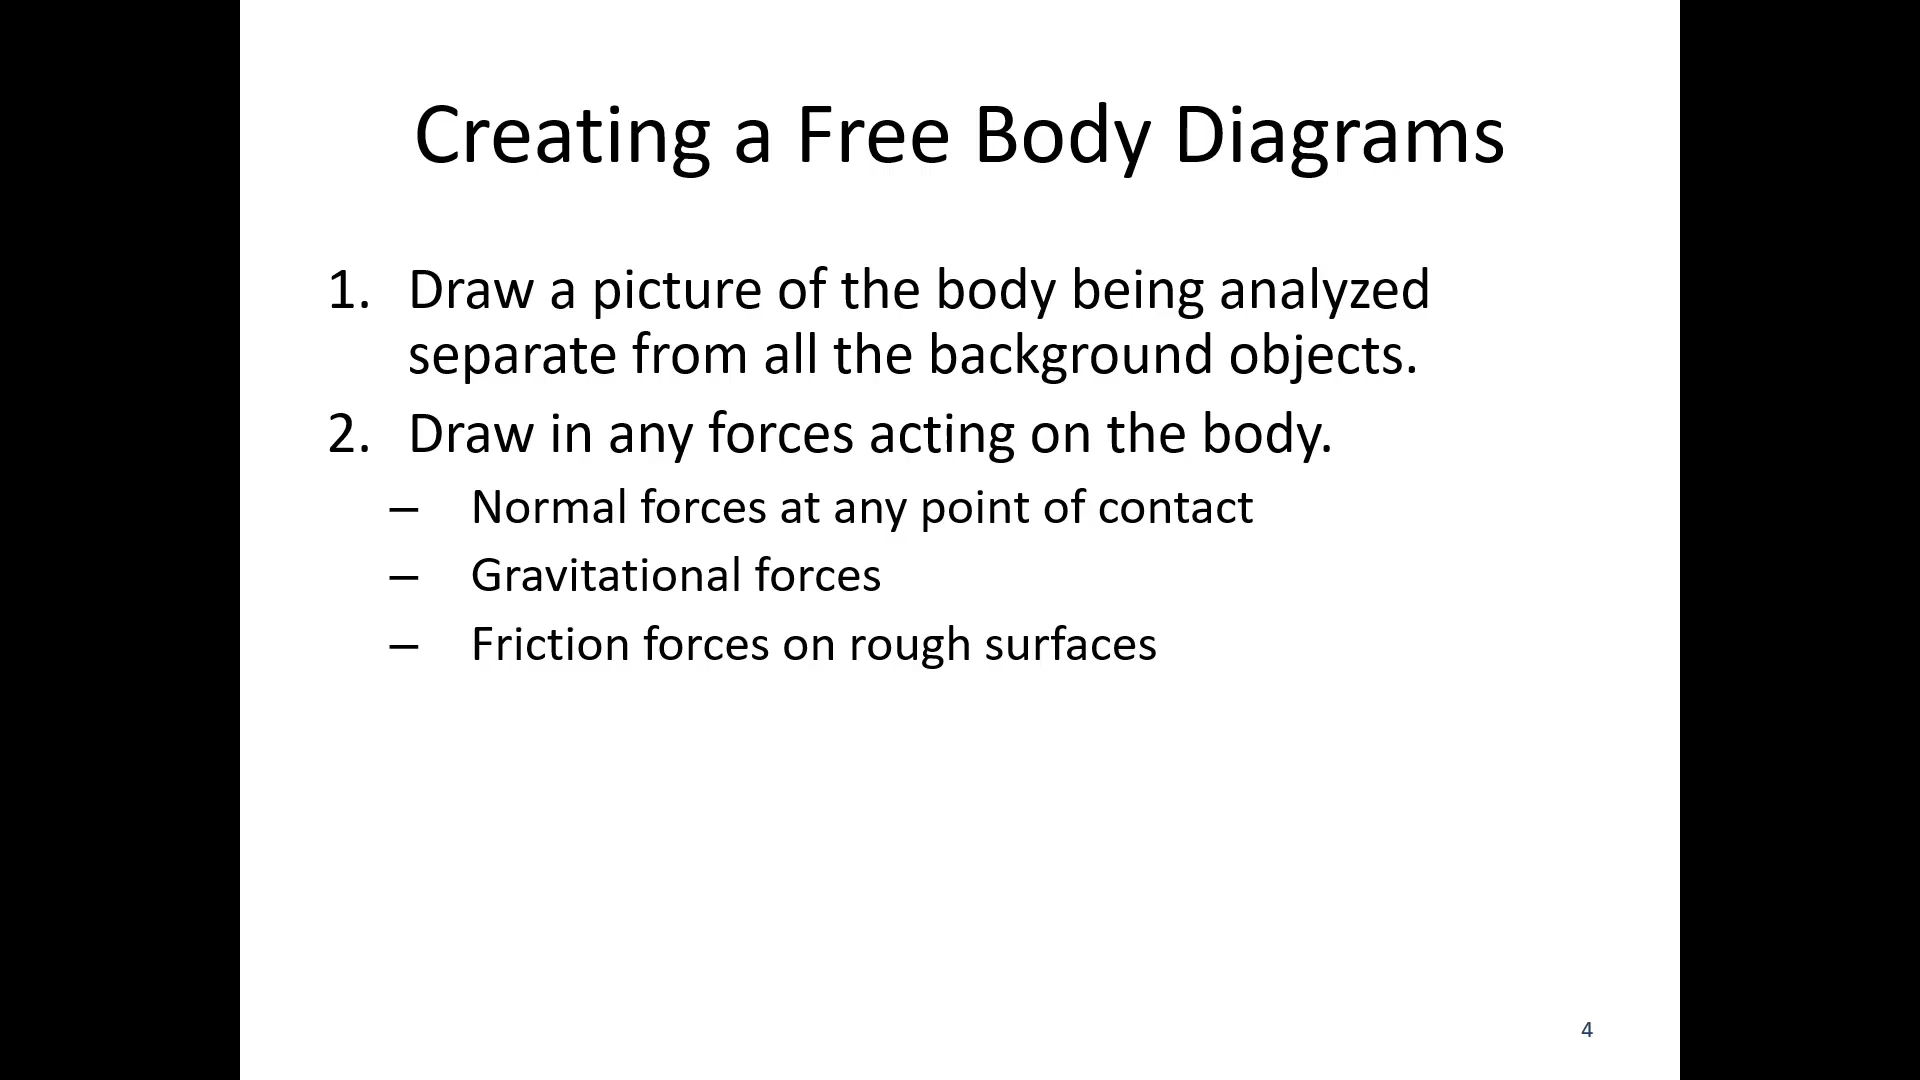 Creating a Free Body Diagrams
1. Draw a picture of the body being analyzed
separate from all the background objects.
2. Draw in any forces acting on the body.
– Normal forces at any point of contact
– Gravitational forces
– Friction forces on rough surfaces
4